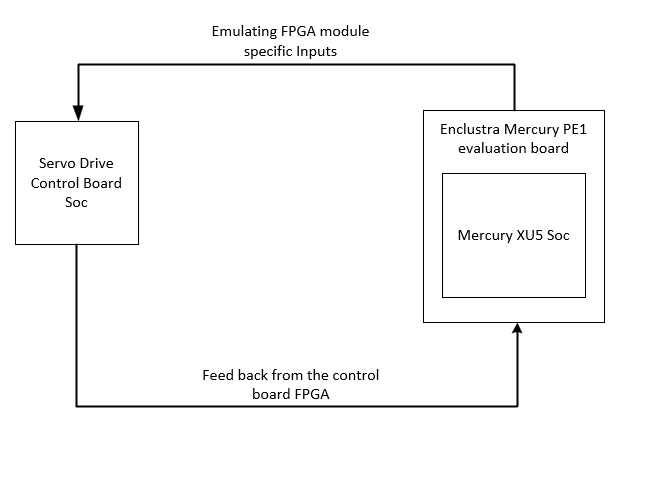 Emulating FPGA module
specific Inputs
Enclustra Mercury PE1
evaluation board
Servo Drive
Control Board
Soc
Mercury XU5 Soc
Feed back from the control
board FPGA